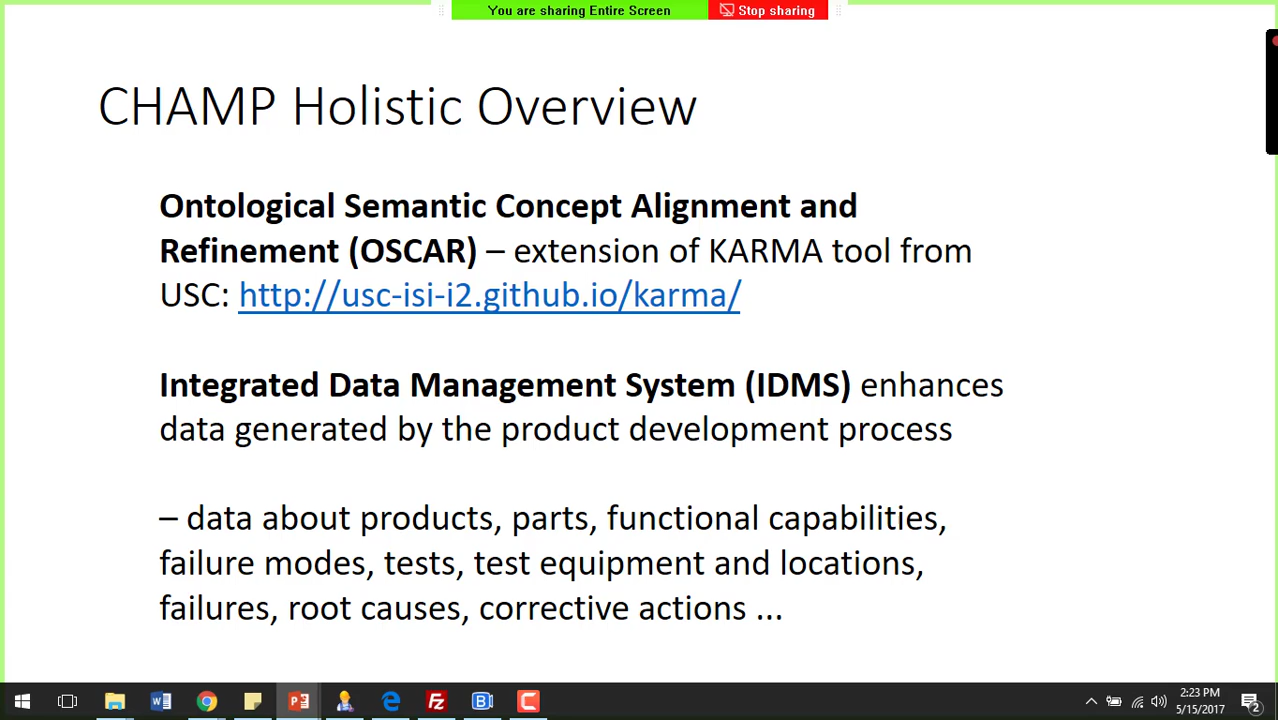 You are sharing Entire Screen
Stop sharing
CHAMP Holistic Overview
Ontological Semantic Concept Alignment and
Refinement (OSCAR) – extension of KARMA tool from
USC: http://usc-isi-i2.github.io/karma/
Integrated Data Management System (IDMS) enhances
data generated by the product development process
– data about products, parts, functional capabilities,
failure modes, tests, test equipment and locations,
failures, root causes, corrective actions ...
2:23 PM
5/15/2017
2